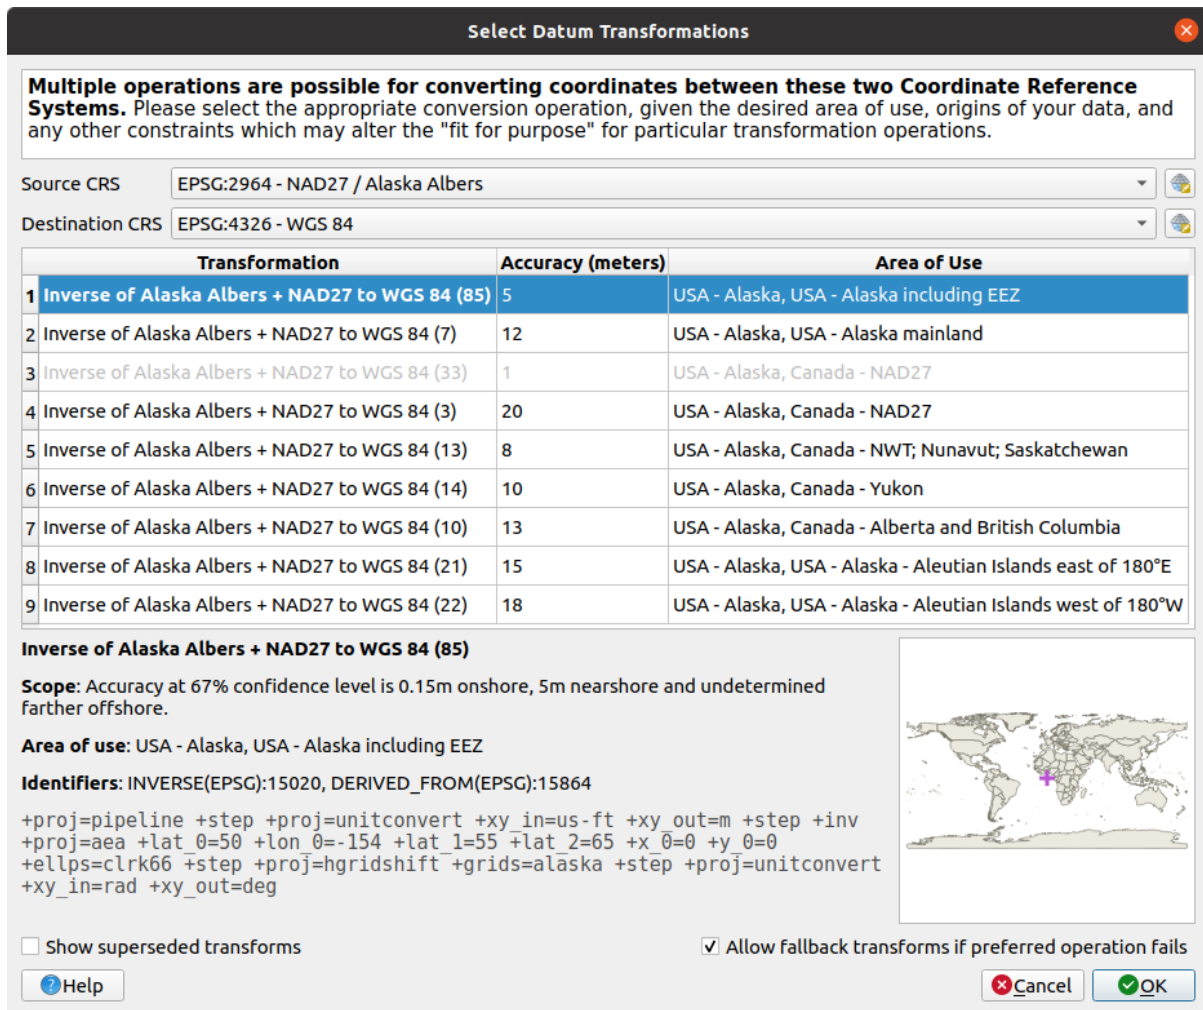 Select Datum Transformations
Multiple operations are possible for converting coordinates between these two Coordinate Reference
Systems. Please select the appropriate conversion operation, given the desired area of use, origins of your data, and
any other constraints which may alter the "fit for purpose" for particular transformation operations.
Source CRS EPSG:2964 - NAD27 / Alaska Albers
Destination CRS EPSG:4326 - WGS 84
Transformation Accuracy (meters) Area of Use
1 Inverse of Alaska Albers + NAD27 to WGS 84 (85) 5 USA - Alaska, USA - Alaska including EEZ
2 Inverse of Alaska Albers + NAD27 to WGS 84 (7) 12 USA - Alaska, USA - Alaska mainland
3 Inverse of Alaska Albers + NAD27 to WGS 84 (33) 1 USA - Alaska, Canada - NAD27
4 Inverse of Alaska Albers + NAD27 to WGS 84 (3) 20 USA - Alaska, Canada - NAD27
5 Inverse of Alaska Albers + NAD27 to WGS 84 (13) 8 USA - Alaska, Canada - NWT; Nunavut; Saskatchewan
6 Inverse of Alaska Albers + NAD27 to WGS 84 (14) 10 USA - Alaska, Canada - Yukon
7 Inverse of Alaska Albers + NAD27 to WGS 84 (10) 13 USA - Alaska, Canada - Alberta and British Columbia
8 Inverse of Alaska Albers + NAD27 to WGS 84 (21) 15 USA - Alaska, USA - Alaska - Aleutian Islands east of 180°E
9 Inverse of Alaska Albers + NAD27 to WGS 84 (22) 18 USA - Alaska, USA - Alaska - Aleutian Islands west of 180°W
Inverse of Alaska Albers + NAD27 to WGS 84 (85)
Scope: Accuracy at 67% confidence level is 0.15m onshore, 5m nearshore and undetermined
farther offshore.
Area of use: USA - Alaska, USA - Alaska including EEZ
Identifiers: INVERSE(EPSG):15020, DERIVED_FROM(EPSG):15864
+proj=pipeline +step +proj=unitconvert +xy_in=us-ft +xy_out=m +step +inv
+proj=aea +lat_0=50 +lon_0=-154 +lat_1=55 +lat_2=65 +x_0=0 +y_0=0
+ellps=clrk66 +step +proj=hgridshift +grids=alaska +step +proj=unitconvert
+xy_in=rad +xy_out=deg
Show superseded transforms
Allow fallback transforms if preferred operation fails
Help
Cancel
OK